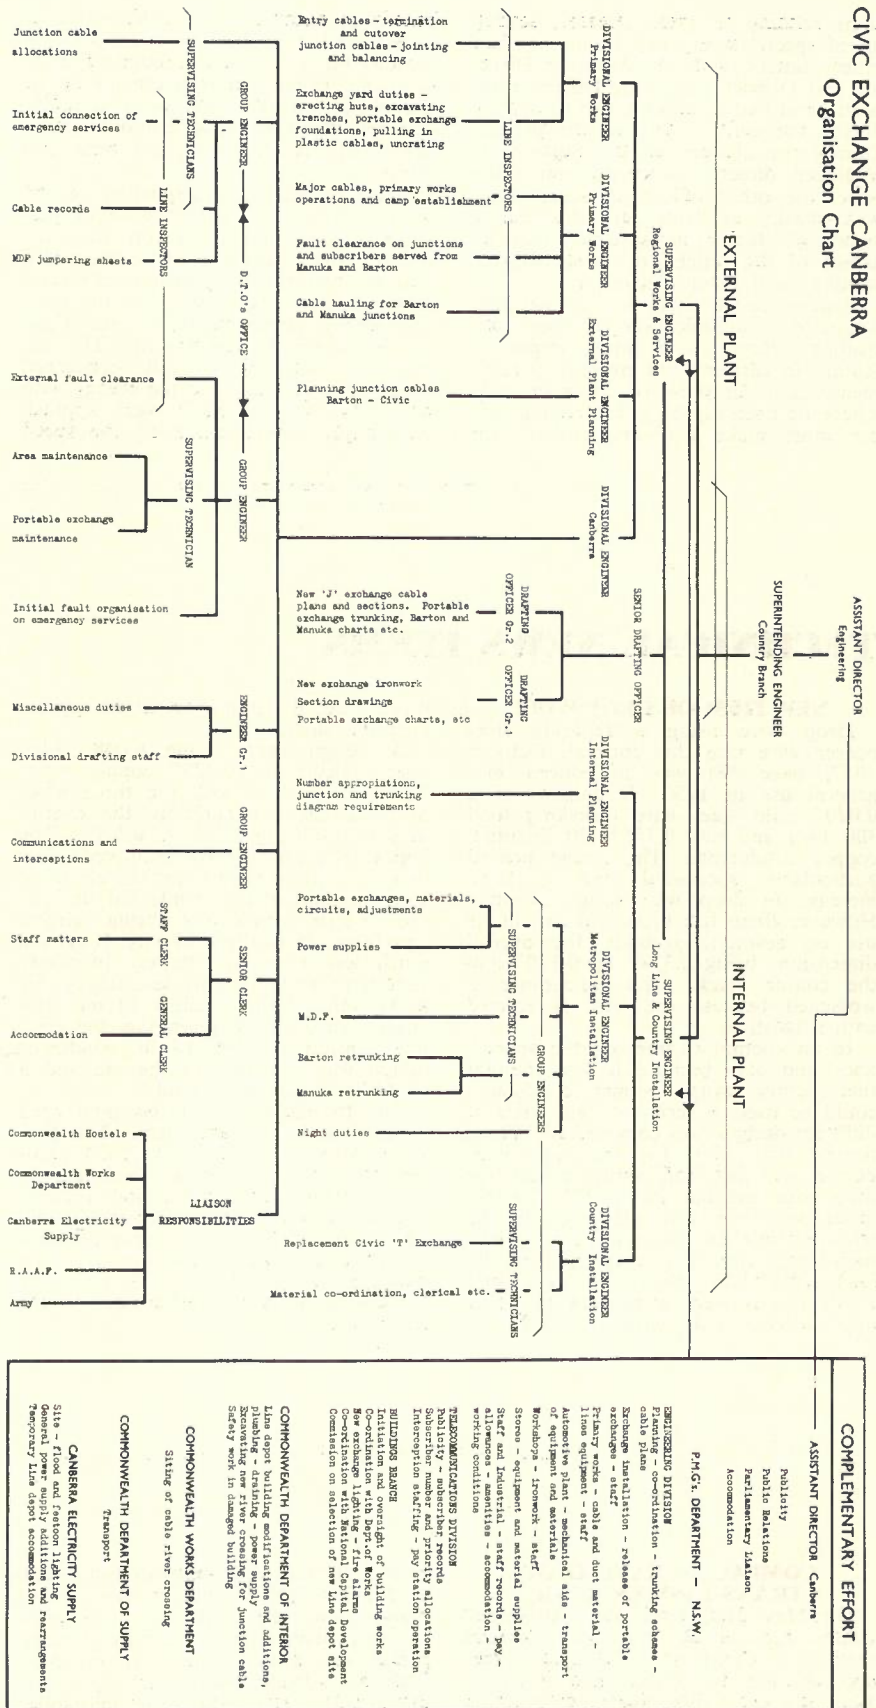 CIVIC EXCHANGE CANBERRA
Organisation Chart
ASSISTANT DIRECTOR
Engineering
SUPERINTENDING ENGINEER
Country Branch
EXTERNAL PLANT
INTERNAL PLANT
SUPERVISING ENGINEER
Regional Works & Services
SENIOR DRAFTING OFFICER
SUPERVISING ENGINEER
Long Line & Country Installation
DIVISIONAL ENGINEER
Primary Works
DIVISIONAL ENGINEER
Primary Works
DIVISIONAL ENGINEER
External Plant Planning
DIVISIONAL ENGINEER
Canberra
DRAFTING
OFFICER Gr.2
DRAFTING
OFFICER Gr.1
DIVISIONAL ENGINEER
Internal Planning
DIVISIONAL ENGINEER
Metropolitan Installation
DIVISIONAL ENGINEER
Country Installation
LINE INSPECTORS
GROUP ENGINEERS
SUPERVISING TECHNICIANS
SUPERVISING TECHNICIANS
Entry cables - termination
and cutover
junction cables - jointing
and balancing
Exchange yard duties -
erecting huts, excavating
trenches, portable exchange
foundations, pulling in
plastic cables, uncrating
Major cables, primary works
operations and camp establishment
Fault clearance on junctions
and subscribers served from
Manuka and Barton
Cable hauling for Barton
and Manuka junctions
Planning junction cables
Barton - Civic
New 'J' exchange cable
plans and sections. Portable
exchange trunking, Barton and
Manuka charts etc.
New exchange ironwork
Section drawings
Portable exchange charts, etc
Number appropiations,
junction and trunking
diagram requirements
Portable exchanges, materials,
circuits, adjustments
Power supplies
M.D.F.
Barton retrunking
Manuka retrunking
Night duties
Replacement Civic 'T' Exchange
Material co-ordination, clerical etc.
GROUP ENGINEER
D.T.O's OFFICE
GROUP ENGINEER
ENGINEER Gr.1
GROUP ENGINEER
SENIOR CLERK
LIAISON
RESPONSIBILITIES
SUPERVISING TECHNICIANS
LINE INSPECTORS
SUPERVISING TECHNICIAN
STAFF CLERK
GENERAL CLERK
Junction cable
allocations
Initial connection of
emergency services
Cable records
MDF jumpering sheets
External fault clearance
Area maintenance
Portable exchange
maintenance
Initial fault organisation
on emergency services
Miscellaneous duties
Divisional drafting staff
Communications and
interceptions
Staff matters
Accommodation
Commonwealth Hostels
Commonwealth Works
Department
Canberra Electricity
Supply
R.A.A.F.
Army
COMPLEMENTARY EFFORT
ASSISTANT DIRECTOR Canberra
Publicity
Public Relations
Parliamentary Liaison
Accommodation
P.M.G's. DEPARTMENT — N.S.W.
ENGINEERING DIVISION
Planning - co-ordination - trunking schemes -
cable plans
Exchange installation - release of portable
exchanges - staff
Primary works - cable and duct material -
lines equipment - staff
Automotive plant - mechanical aids - transport
of equipment and materials
Workshops - ironwork - staff
Stores - equipment and material supplies
Staff and Industrial - staff records - pay -
allowances - amenities - accommodation -
working conditions
TELECOMMUNICATIONS DIVISION
Publicity - subscriber records
Subscriber number and priority allocations
Interception staffing - pay station operation
BUILDINGS BRANCH
Initiation and oversight of building works
Co-ordination with Dept.of Works
New exchange lighting - fire alarms
Co-ordination with National Capital Development
Commission on selection of new Line depot site
COMMONWEALTH DEPARTMENT OF INTERIOR
Line depot building modifications and additions,
plumbing - draining - power supply
Excavating new river crossing for junction cable
Safety work in damaged building
COMMONWEALTH WORKS DEPARTMENT
Siting of cable river crossing
COMMONWEALTH DEPARTMENT OF SUPPLY
Transport
CANBERRA ELECTRICITY SUPPLY
Site - flood and festoon lighting
General power supply additions and rearrangements
Temporary Line depot accommodation